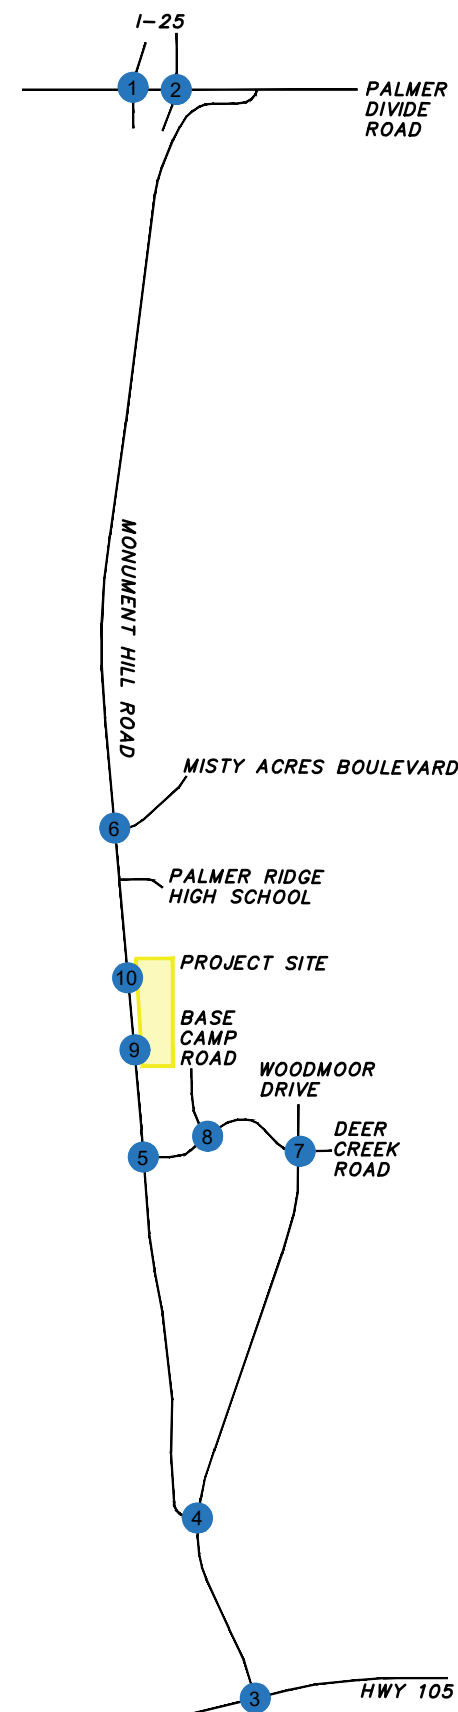 I-25
1
2
PALMER
DIVIDE
ROAD
MONUMENT HILL ROAD
MISTY ACRES BOULEVARD
6
PALMER RIDGE
HIGH SCHOOL
PROJECT SITE
10
BASE
CAMP
ROAD
9
WOODMOOR
DRIVE
DEER
CREEK
ROAD
8
7
5
4
HWY 105
3